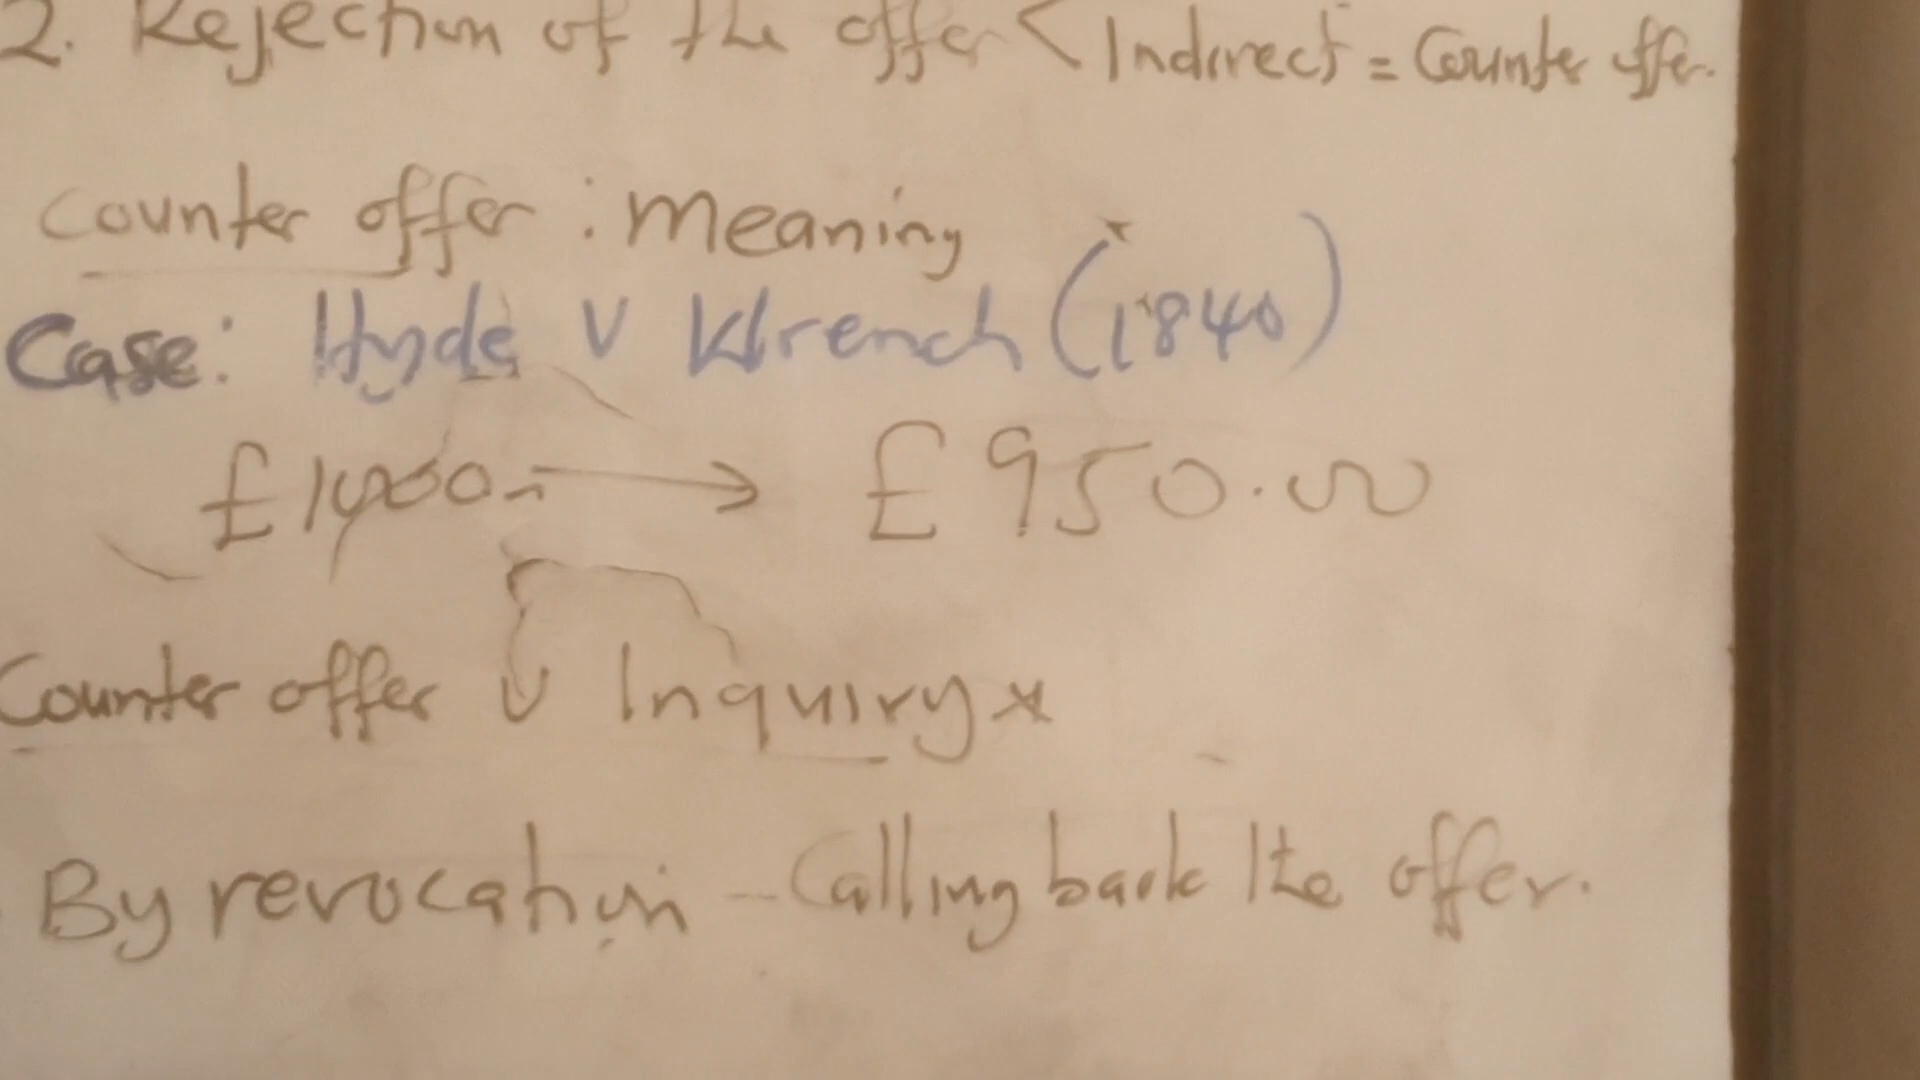 2. Rejection of the offer < Indirect = Counter offer.
Counter offer : meaning
Case: Hyde v Wrench (1840)
£1000. → £950.00
Counter offer v Inquiry *
By revocation - Calling back the offer.